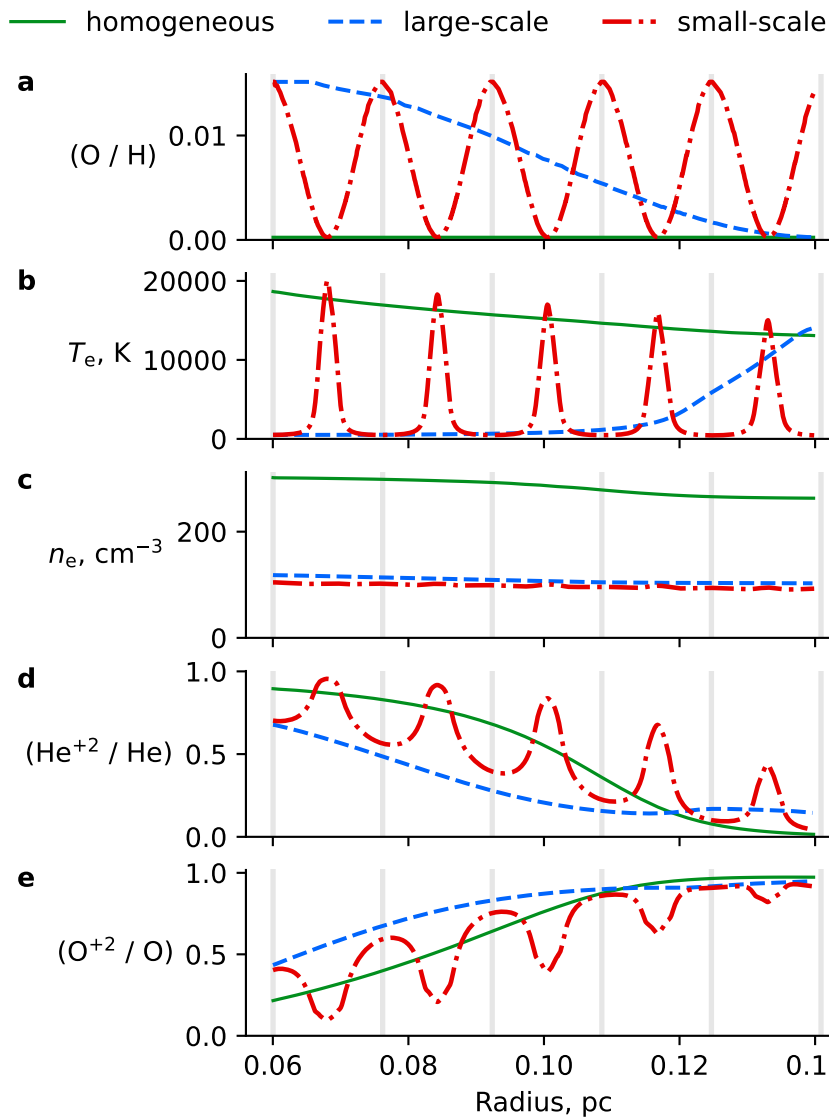 homogeneous large-scale small-scale
a
(O / H)
0.01
0.00
b
Tₑ, K
20000
10000
0
c
nₑ, cm⁻³
200
0
d
(He⁺² / He)
1.0
0.5
0.0
e
(O⁺² / O)
1.0
0.5
0.0
0.06 0.08 0.10 0.12 0.1
Radius, pc